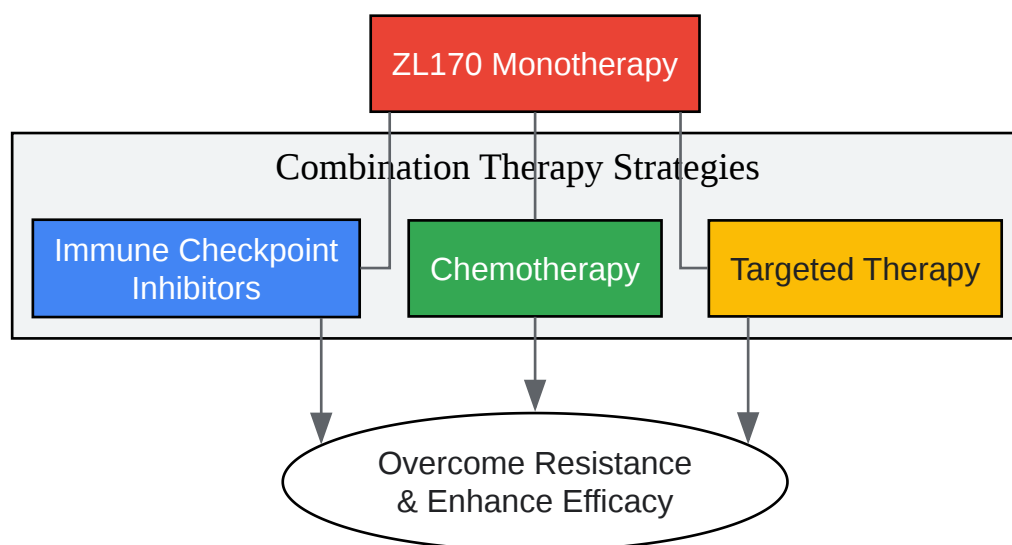 ZL170 Monotherapy
Combination Therapy Strategies
Immune Checkpoint
Inhibitors
Chemotherapy
Targeted Therapy
Overcome Resistance
& Enhance Efficacy